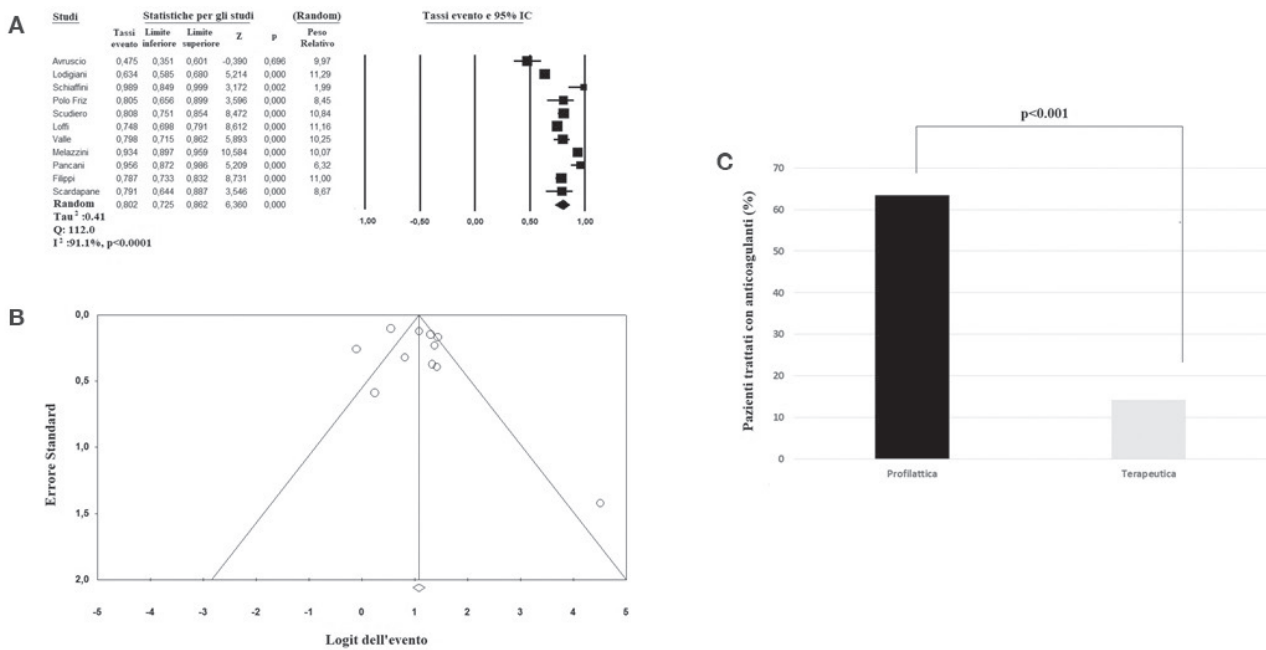 A
Studi Statistiche per gli studi (Random) Tassi evento e 95% IC
Tassi evento Limite inferiore Limite superiore Z p Peso Relativo
Avruscio 0,475 0,351 0,601 -0,390 0,696 9,97
Lodigiani 0,634 0,585 0,680 5,214 0,000 11,29
Schiaffini 0,989 0,849 0,999 3,172 0,002 1,99
Polo Friz 0,805 0,656 0,899 3,596 0,000 8,45
Scudiero 0,808 0,751 0,854 8,472 0,000 10,84
Loffi 0,748 0,698 0,791 8,612 0,000 11,16
Valle 0,798 0,715 0,862 5,893 0,000 10,25
Melazzini 0,934 0,897 0,959 10,584 0,000 10,07
Pancani 0,956 0,872 0,986 5,209 0,000 6,32
Filippi 0,787 0,733 0,832 8,731 0,000 11,00
Scardapane 0,791 0,644 0,887 3,546 0,000 8,67
Random 0,802 0,725 0,862 6,360 0,000
Tau² :0.41
Q: 112.0
I² :91.1%, p<0.0001
1,00 -0,50 0,00 0,50 1,00
B
Errore Standard
0,0
0,5
1,0
1,5
2,0
-5 -4 -3 -2 -1 0 1 2 3 4 5
Logit dell'evento
C
p<0.001
Pazienti trattati con anticoagulanti (%)
70
60
50
40
30
20
10
0
Profilattica Terapeutica